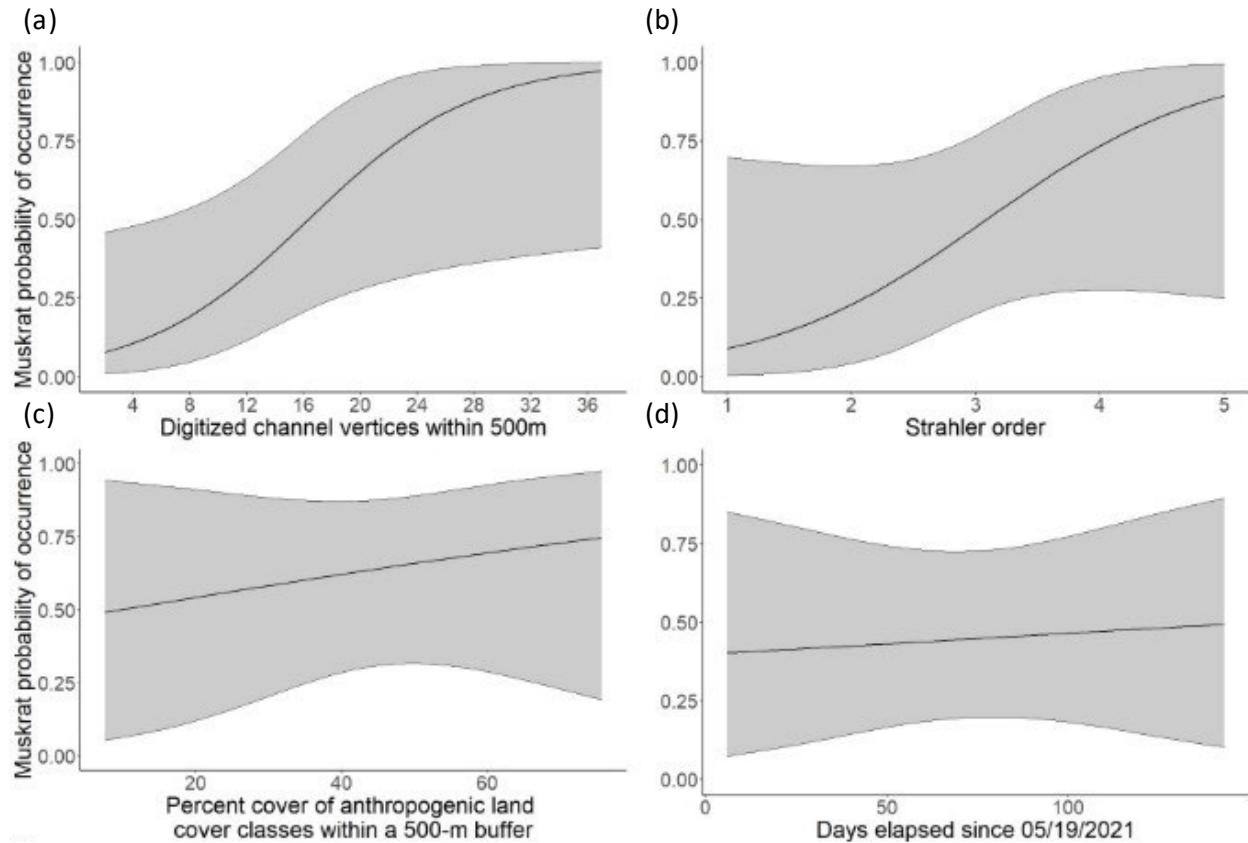 (a)
Muskrat probability of occurrence
1.00
0.75
0.50
0.25
0.00
4 8 12 16 20 24 28 32 36
Digitized channel vertices within 500m
(b)
1.00
0.75
0.50
0.25
0.00
1 2 3 4 5
Strahler order
(c)
Muskrat probability of occurrence
1.00
0.75
0.50
0.25
0.00
20 40 60
Percent cover of anthropogenic land
cover classes within a 500-m buffer
(d)
1.00
0.75
0.50
0.25
0.00
0 50 100
Days elapsed since 05/19/2021